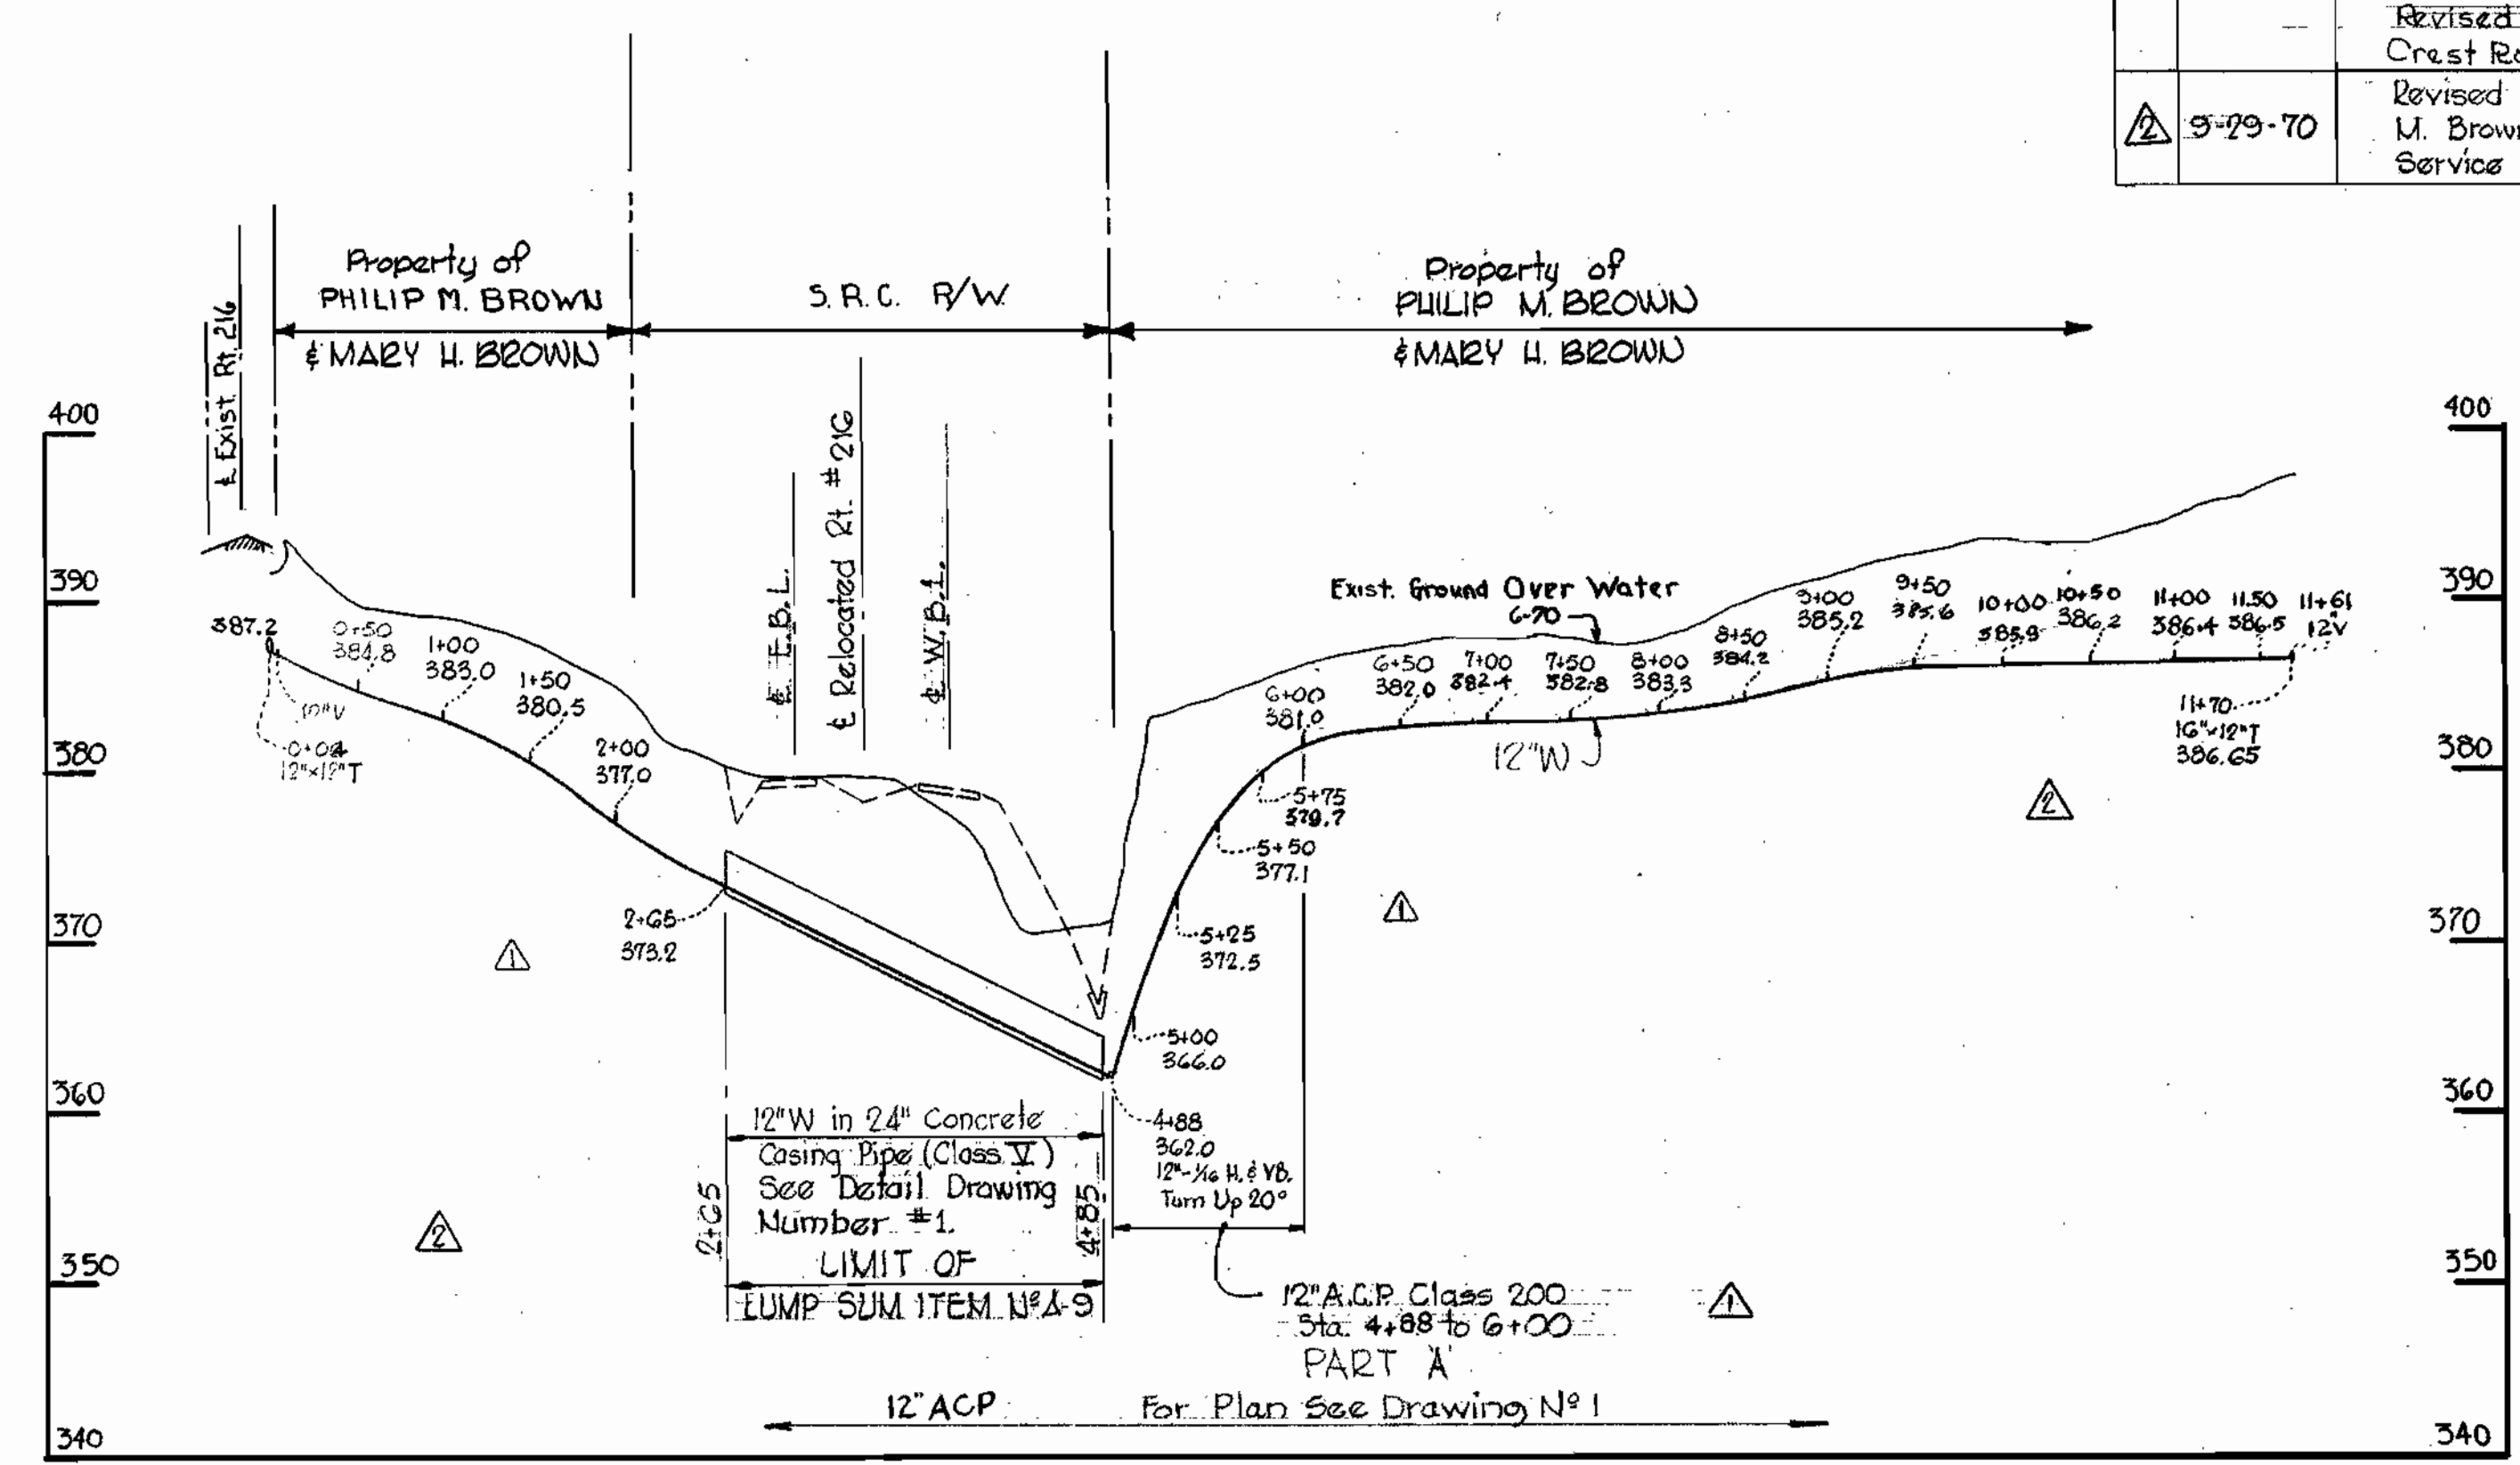 Revised
Crest
2 9-29-70 Revised
M. Brown
Service
Property of
PHILIP M. BROWN
& MARY H. BROWN
S.R.C. R/W
Property of
PHILIP M. BROWN
& MARY H. BROWN
℄ Exist. Rt. 216
℄ E.B.L.
℄ Relocated Rt. #216
℄ W.B.L.
400
400
390
390
380
380
370
370
360
360
350
350
340
340
387.2
0+50
384.8
1+00
383.0
1+50
380.5
2+00
377.0
12"V
0+04
12"x12"T
2+65
373.2
Exist. Ground Over Water
6-70
6+00
381.0
6+50
382.0
7+00
382.4
7+50
382.8
8+00
383.3
8+50
384.2
9+00
385.2
9+50
385.6
10+00
385.9
10+50
386.2
11+00
386.4
11.50
386.5
11+61
12"V
11+70
16"x12"T
386.65
12"W
5+75
379.7
5+50
377.1
5+25
372.5
5+00
366.0
4+88
362.0
12"-1/16 H. & VB.
Turn Up 20°
1
1
2
2
1
12"W in 24" Concrete
Casing Pipe (Class V)
See Detail Drawing
Number #1.
2+65
4+85
LIMIT OF
LUMP SUM ITEM Nº A-9
12" A.C.P. Class 200
Sta. 4+88 to 6+00
PART 'A'
12" ACP For Plan See Drawing Nº 1